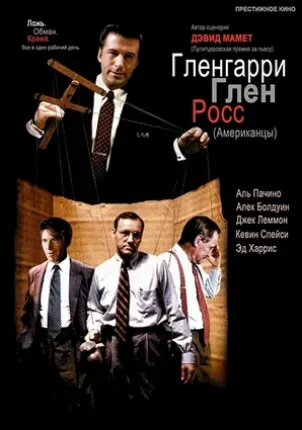 ПРЕСТИЖНОЕ КИНО
Ложь.
Обман.
Кража.
Все в один рабочий день
Автор сценария
ДЭВИД МАМЕТ
(Пулитцеровская премия за пьесу)
Гленгарри
Глен
Росс
(Американцы)
Аль Пачино
Алек Болдуин
Джек Леммон
Кевин Спейси
Эд Харрис